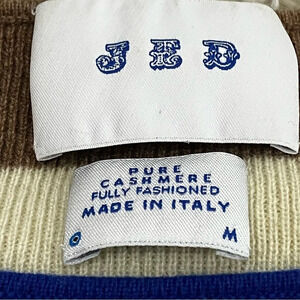 JED
PURE
CASHMERE
FULLY FASHIONED
MADE IN ITALY
M